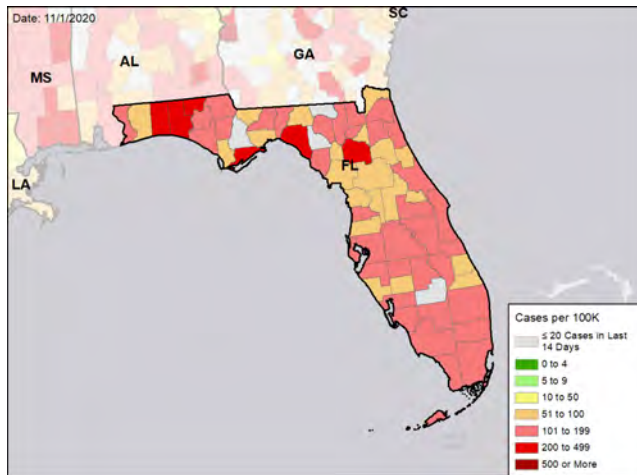 Date: 11/1/2020
SC
AL
GA
MS
FL
LA
Cases per 100K
≤ 20 Cases in Last
14 Days
0 to 4
5 to 9
10 to 50
51 to 100
101 to 199
200 to 499
500 or More